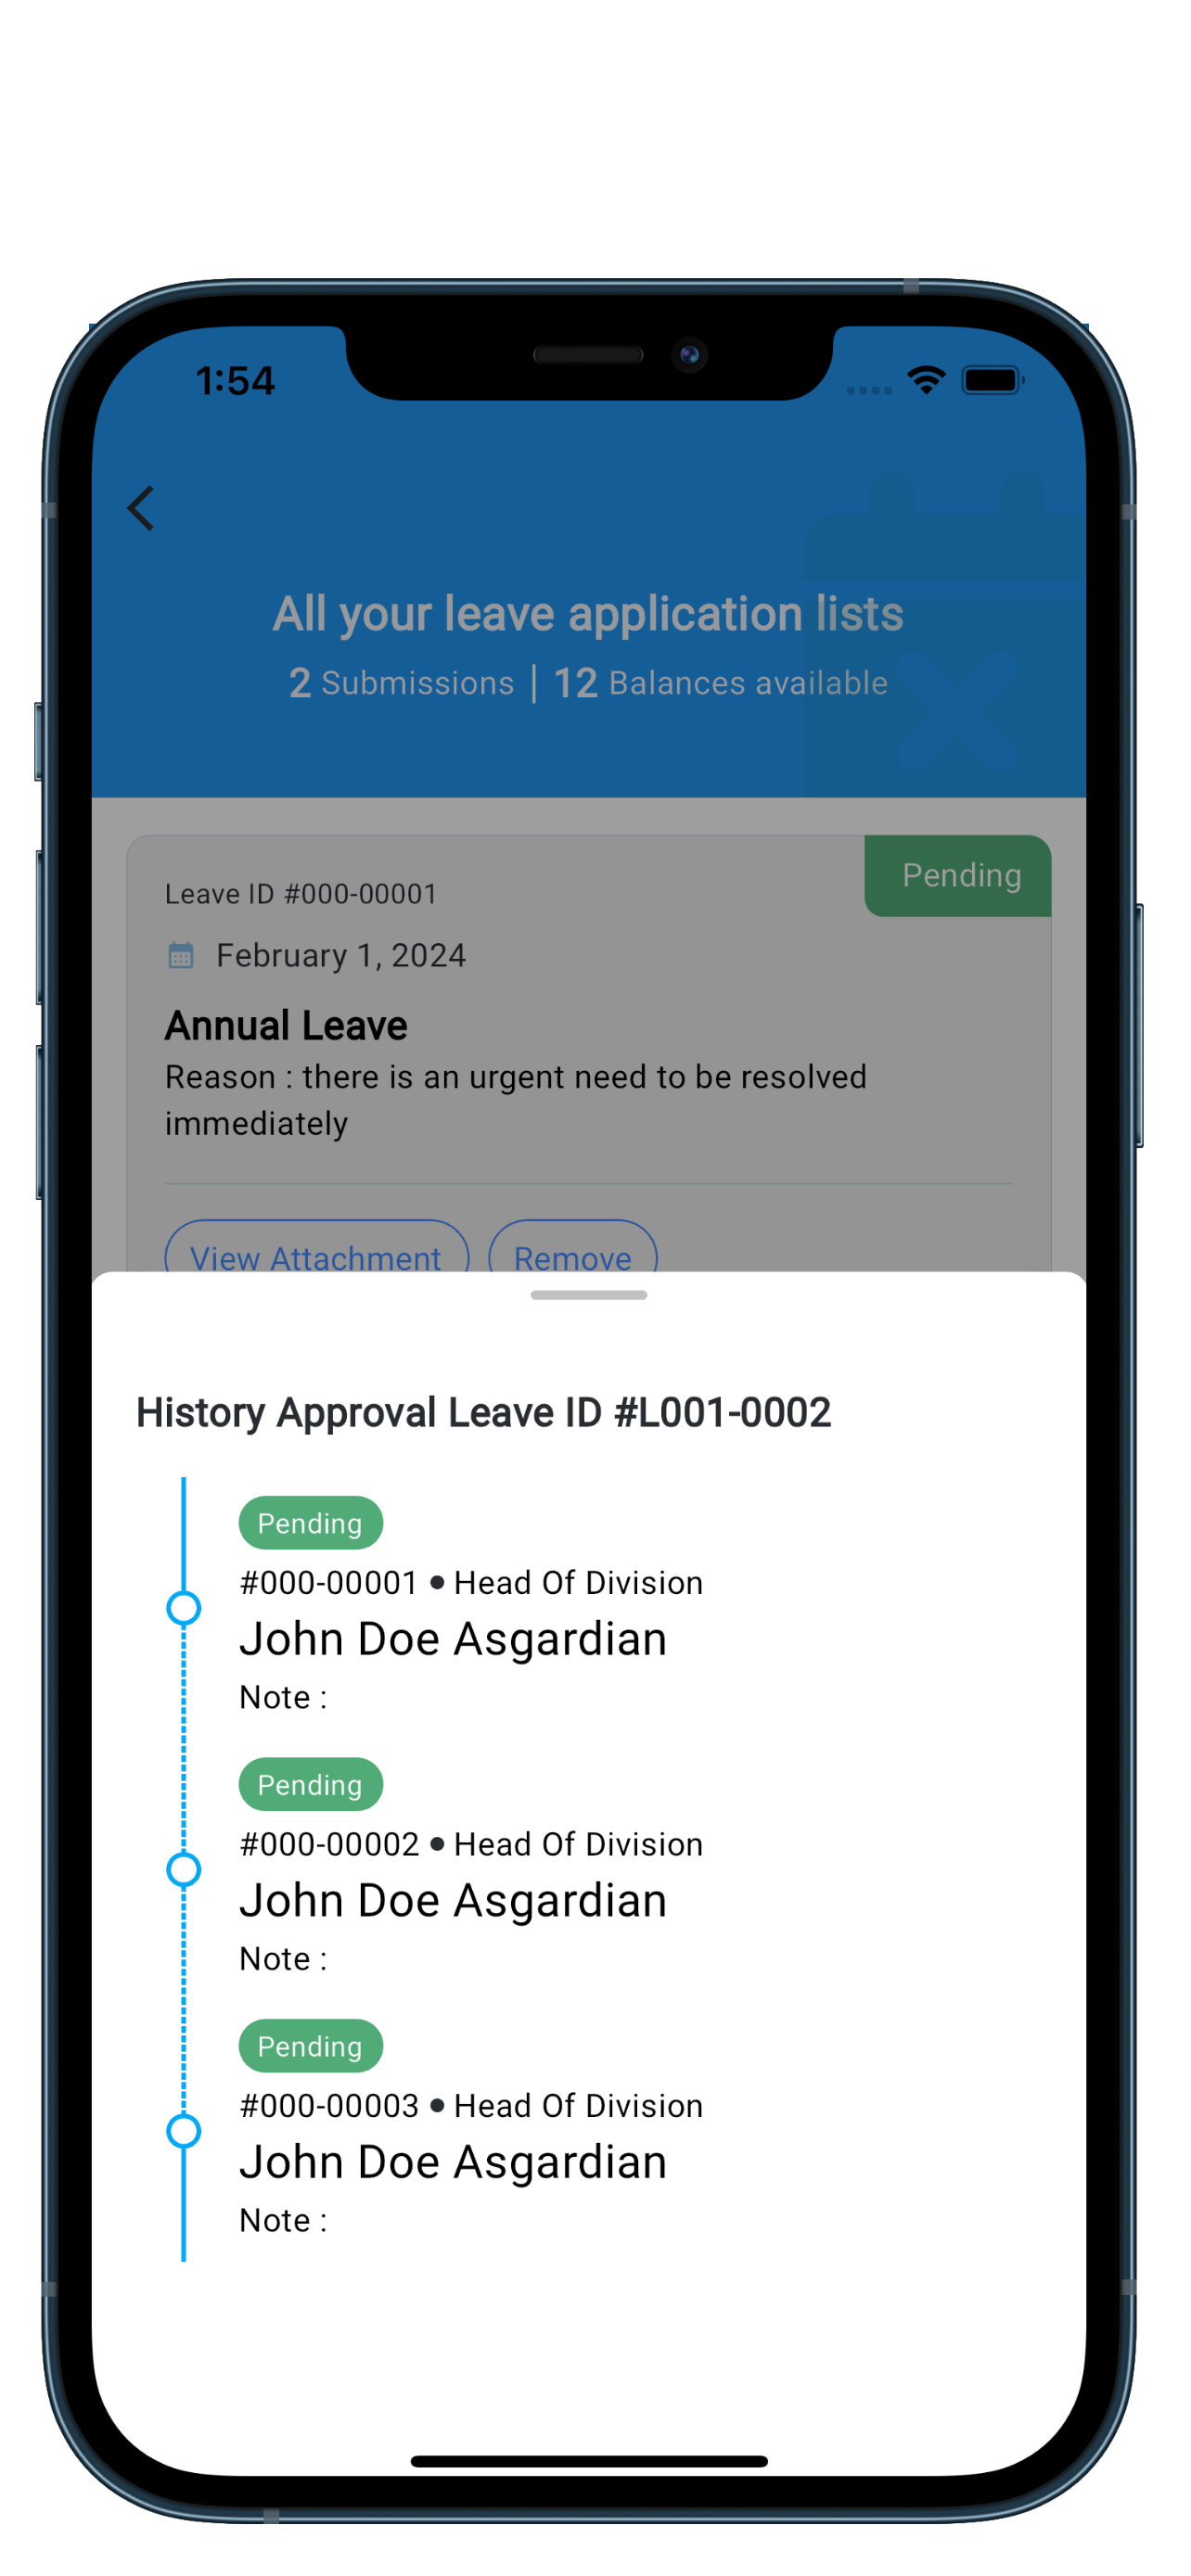 1:54
All your leave application lists
2 Submissions | 12 Balances available
Pending
Leave ID #000-00001
February 1, 2024
Annual Leave
Reason : there is an urgent need to be resolved
immediately
View Attachment Remove
History Approval Leave ID #L001-0002
Pending
#000-00001 • Head Of Division
John Doe Asgardian
Note :
Pending
#000-00002 • Head Of Division
John Doe Asgardian
Note :
Pending
#000-00003 • Head Of Division
John Doe Asgardian
Note :